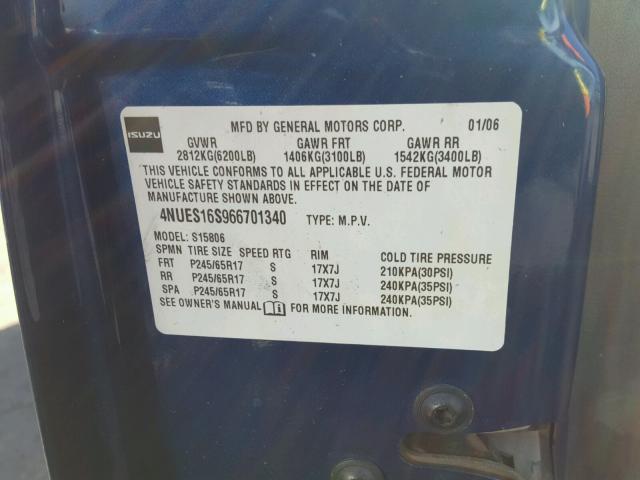 ISUZU
MFD BY GENERAL MOTORS CORP. 01/06
GVWR GAWR FRT GAWR RR
2812KG(6200LB) 1406KG(3100LB) 1542KG(3400LB)
THIS VEHICLE CONFORMS TO ALL APPLICABLE U.S. FEDERAL MOTOR
VEHICLE SAFETY STANDARDS IN EFFECT ON THE DATE OF
MANUFACTURE SHOWN ABOVE.
4NUES16S966701340 TYPE: M.P.V.
MODEL: S15806
SPMN TIRE SIZE SPEED RTG RIM COLD TIRE PRESSURE
FRT P245/65R17 S 17X7J 210KPA(30PSI)
RR P245/65R17 S 17X7J 240KPA(35PSI)
SPA P245/65R17 S 17X7J 240KPA(35PSI)
SEE OWNER'S MANUAL FOR MORE INFORMATION.